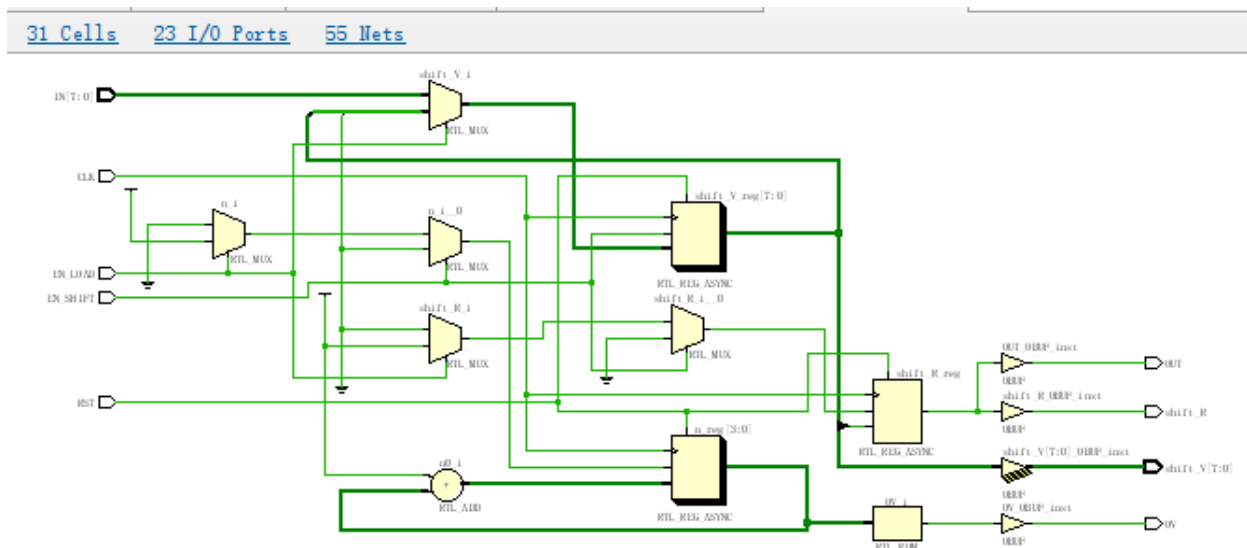 31 Cells 23 I/O Ports 55 Nets
shift_V_i
IN[7:0]
RTL_MUX
CLK
shift_V_reg[7:0]
n_i
n_i__0
RTL_MUX
RTL_MUX
EN_LOAD
RTL_REG_ASYNC
EN_SHIFT
shift_R_i__0
shift_R_i
OUT_OBUF_inst
RTL_MUX
RTL_MUX
OUT
shift_R_reg
OBUF
shift_R_OBUF_inst
RST
shift_R
n_reg[3:0]
OBUF
RTL_REG_ASYNC
shift_V[7:0]_OBUF_inst
n0_i
shift_V[7:0]
OBUF
OV_i
OV_OBUF_inst
RTL_ADD
RTL_REG_ASYNC
OV
OBUF
RTL_ROM